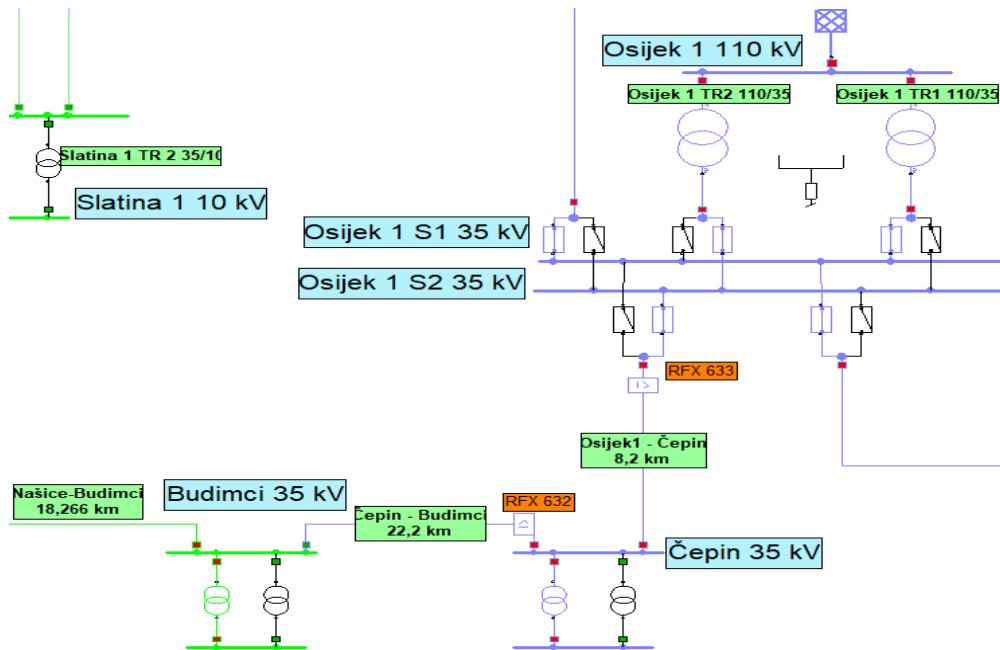 Osijek 1 110 kV
Osijek 1 TR2 110/35
Osijek 1 TR1 110/35
Slatina 1 TR 2 35/10
Slatina 1 10 kV
Osijek 1 S1 35 kV
Osijek 1 S2 35 kV
RFX 633
Osijek1 - Čepin
8,2 km
Našice-Budimci
18,266 km
Budimci 35 kV
Čepin - Budimci
22,2 km
RFX 632
Čepin 35 kV